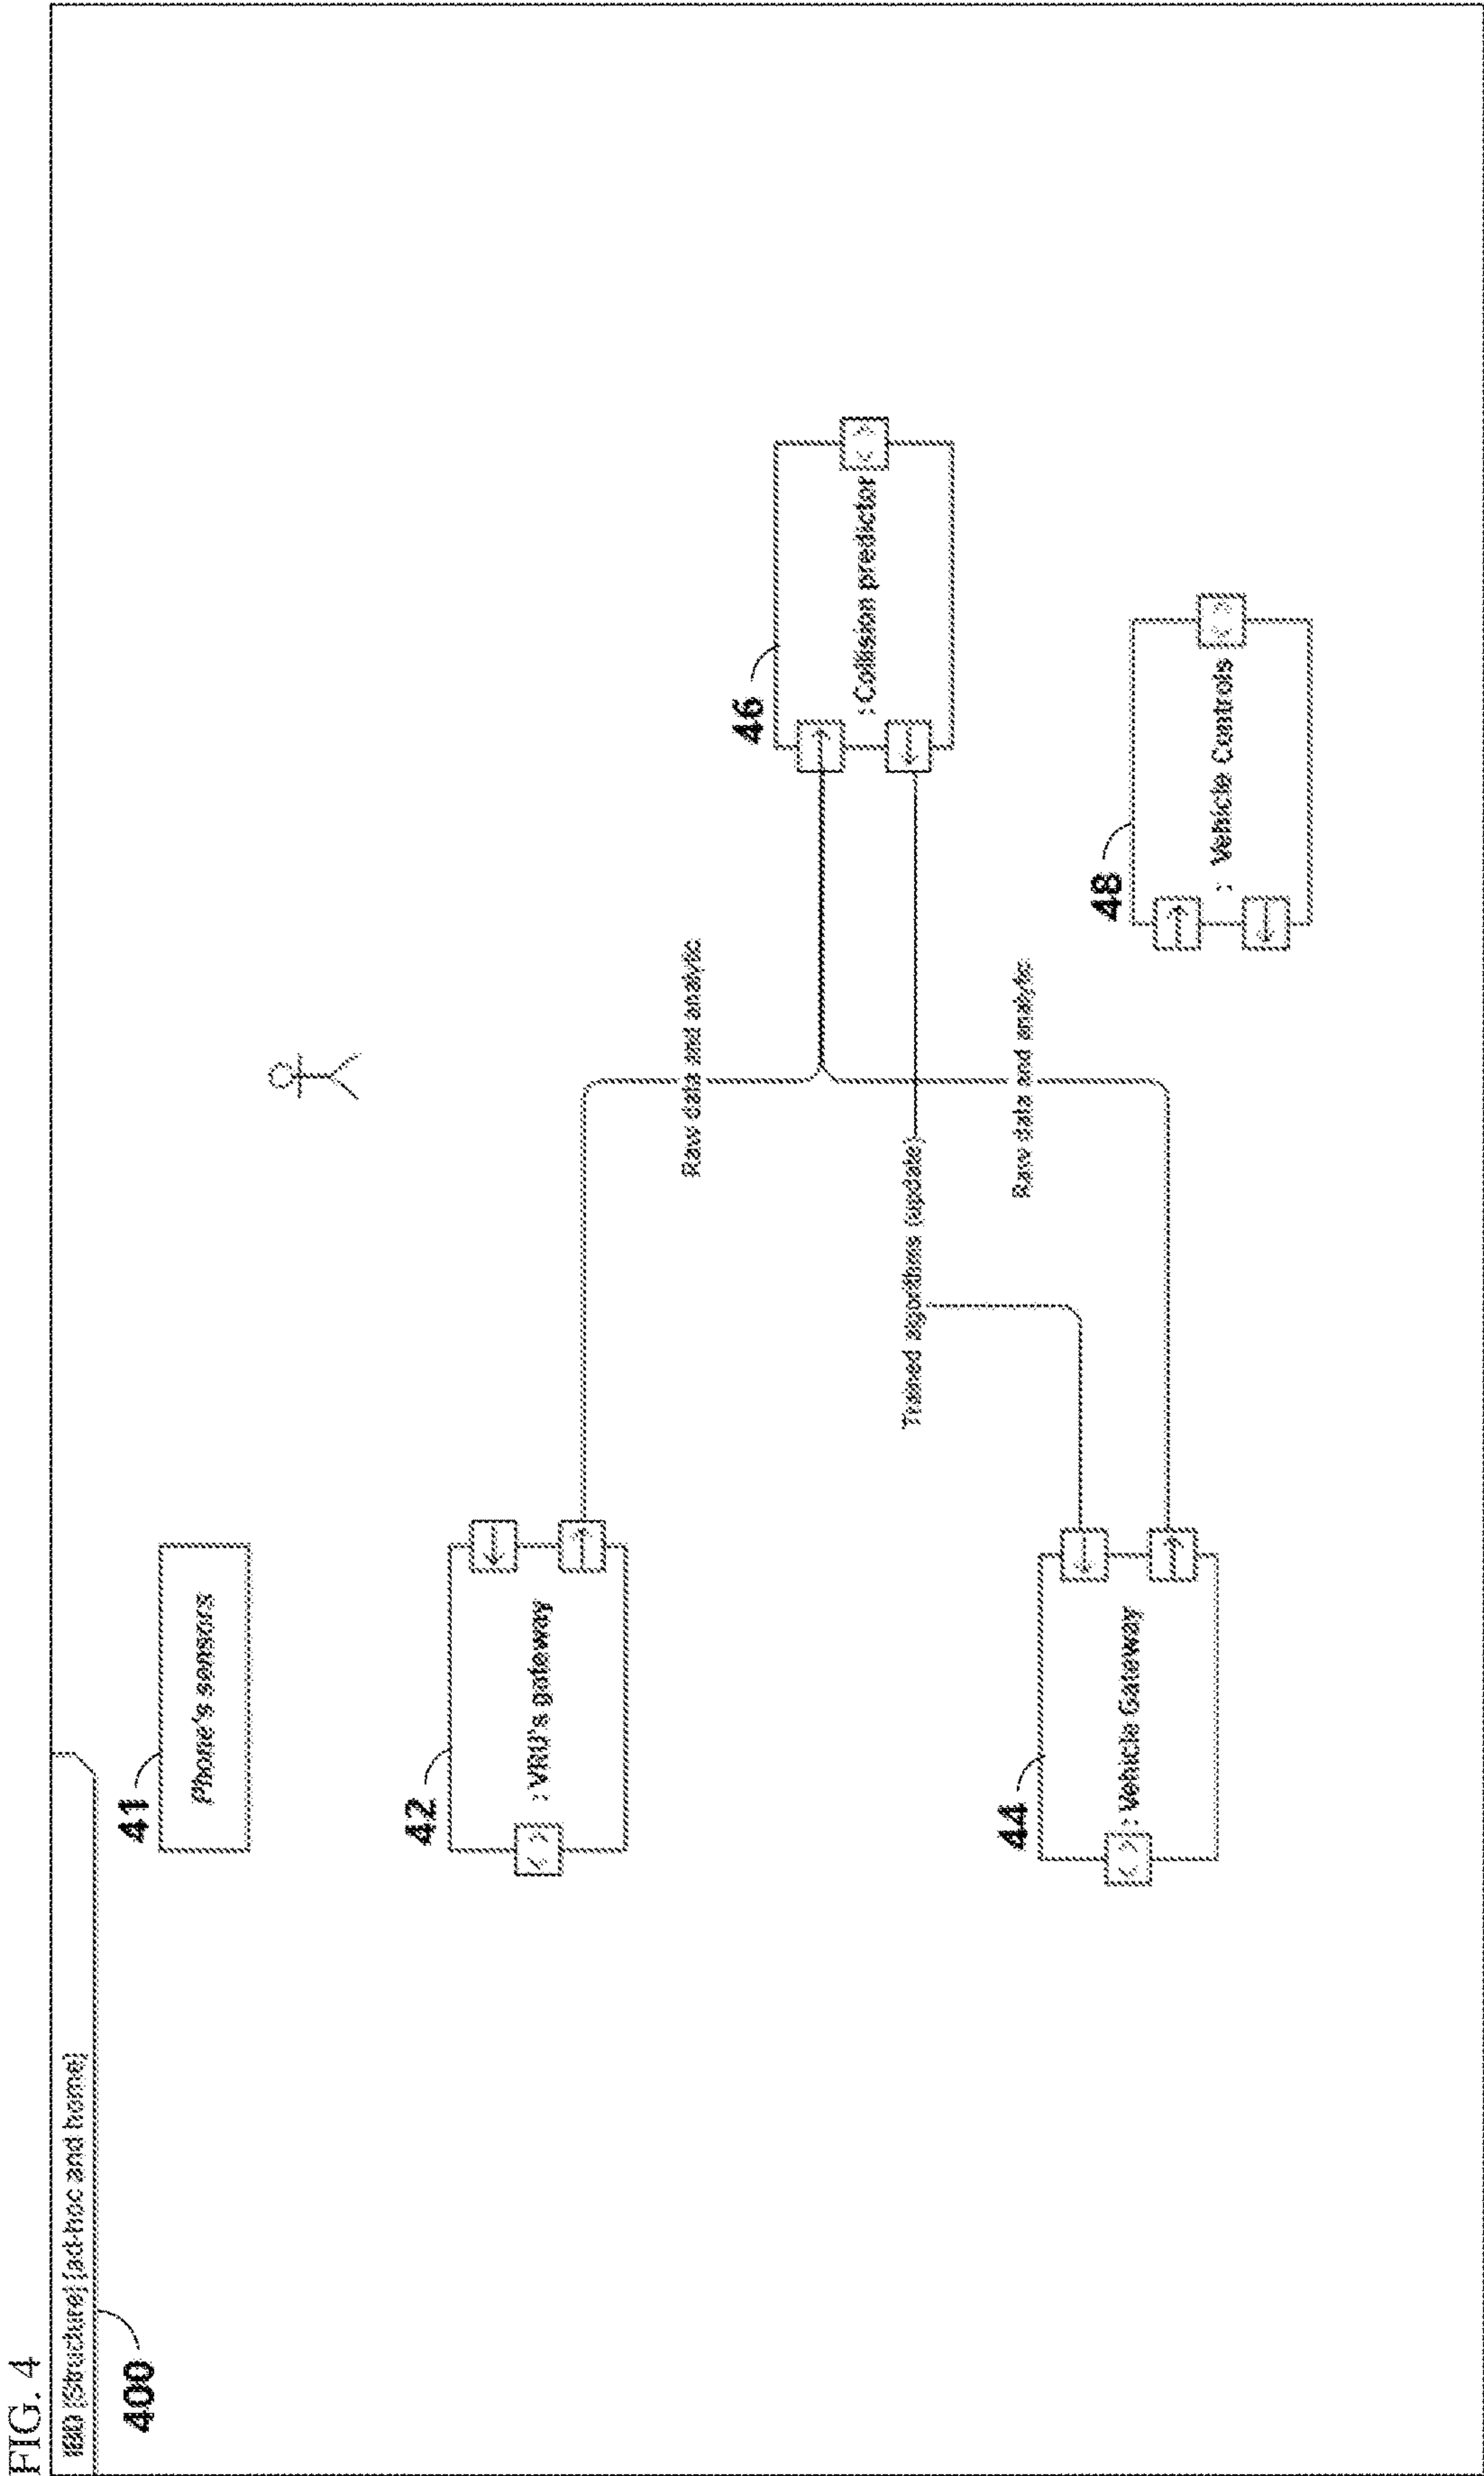 FIG. 4
IBD [Structure] [ad-hoc and home]
400
41
Phone's sensors
42
: VRU's gateway
Raw data and analytic
46
: Collision predictor
Trained algorithms (update)
44
: Vehicle Gateway
Raw data and analytic
48
: Vehicle Controls